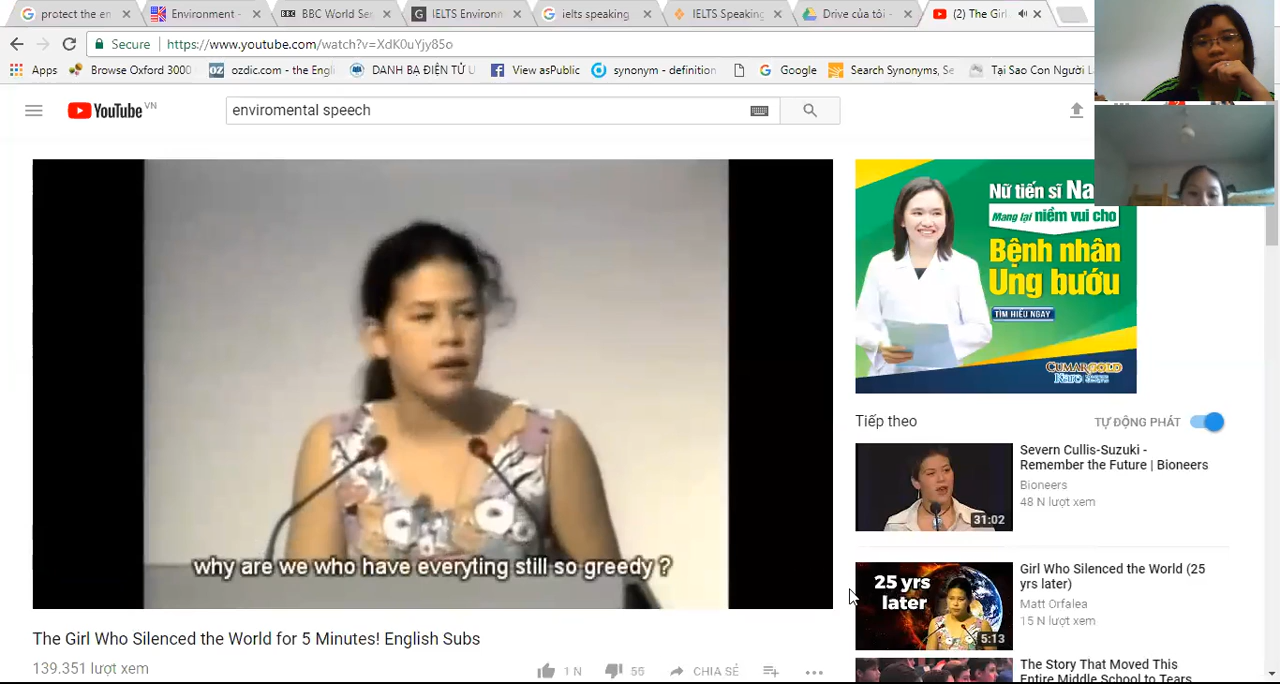 protect the en
Environment -
BBC World Ser
IELTS Environm
ielts speaking
IELTS Speaking
Drive của tôi -
(2) The Girl
Secure
https://www.youtube.com/watch?v=XdK0uYjy85o
Apps
Browse Oxford 3000
ozdic.com - the Engl
DANH BẠ ĐIỆN TỬ U
View asPublic
synonym - definition
Google
Search Synonyms, Se
Tại Sao Con Người L
YouTube VN
enviromental speech
Nữ tiến sĩ Na
Mang lại niềm vui cho
Bệnh nhân
Ung bướu
TÌM HIỂU NGAY
CUMARGOLD
why are we who have everyting still so greedy ?
The Girl Who Silenced the World for 5 Minutes! English Subs
139.351 lượt xem
1 N
55
CHIA SẺ
Tiếp theo
TỰ ĐỘNG PHÁT
31:02
Severn Cullis-Suzuki -
Remember the Future | Bioneers
Bioneers
48 N lượt xem
25 yrs
later
5:13
Girl Who Silenced the World (25
yrs later)
Matt Orfalea
15 N lượt xem
The Story That Moved This
Entire Middle School to Tears